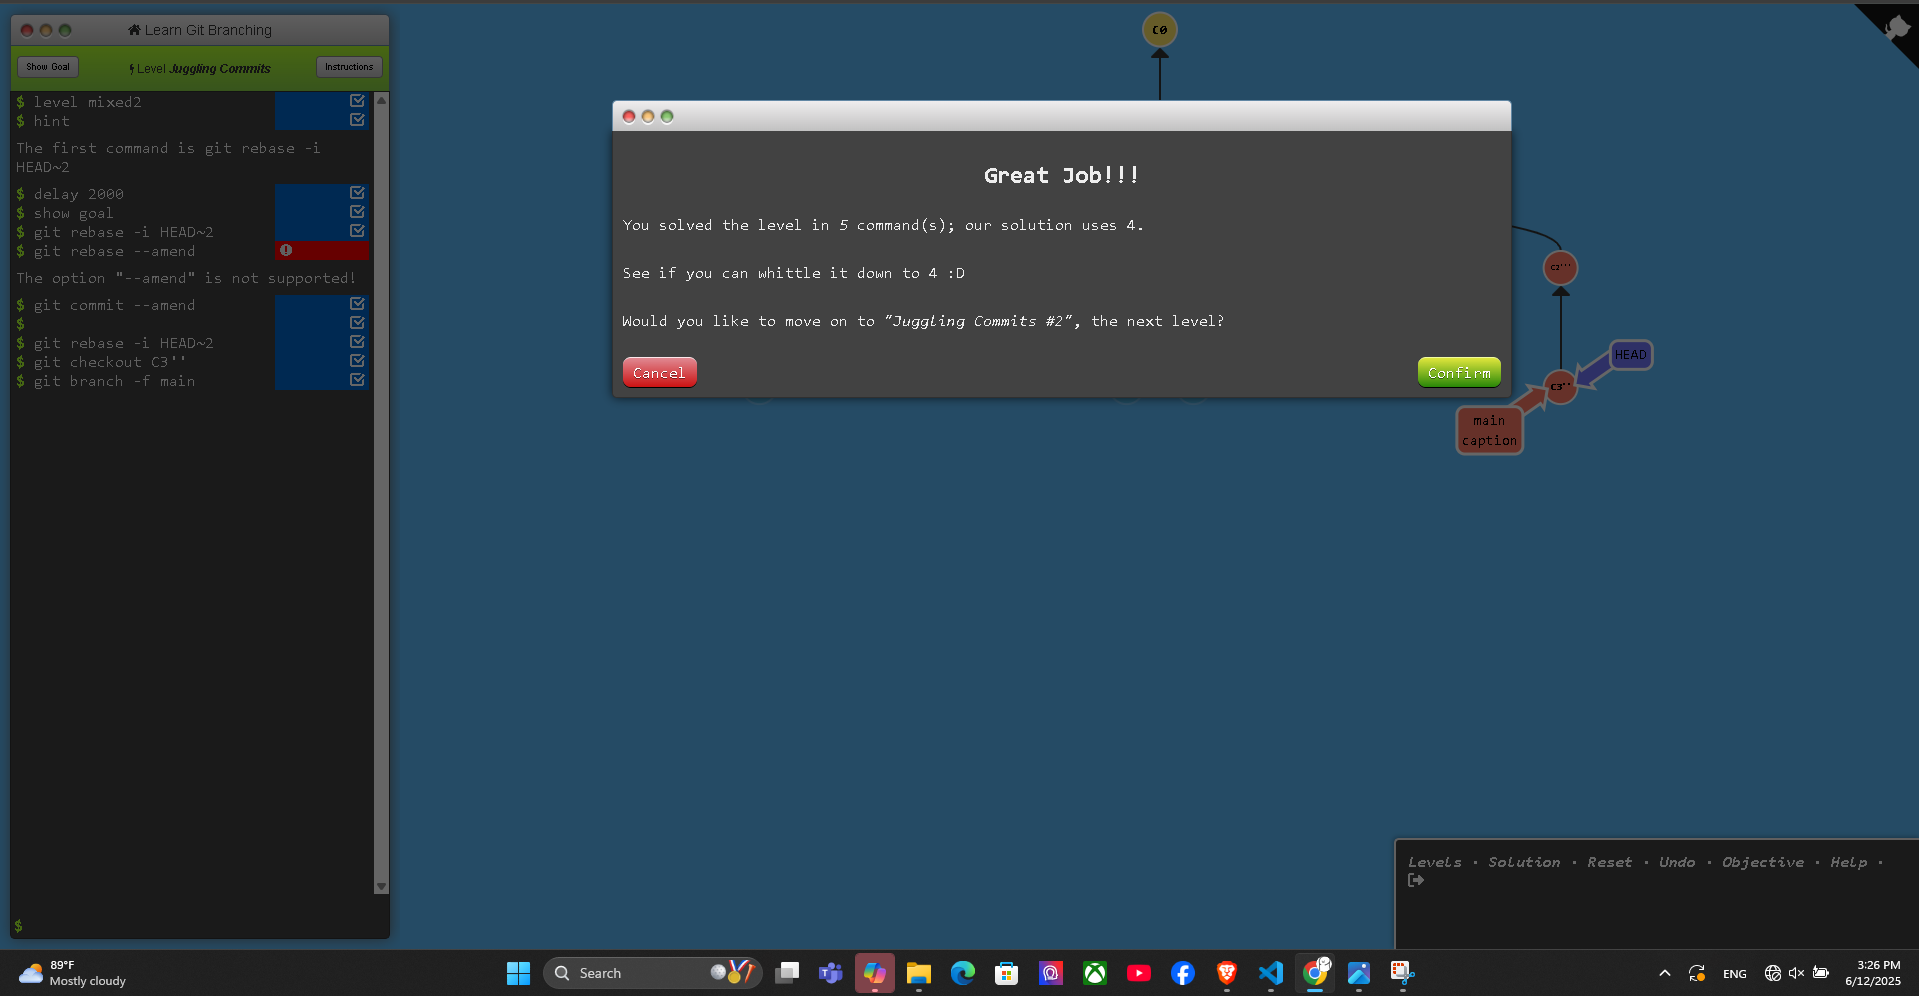 Learn Git Branching
Show Goal
Level Juggling Commits
Instructions
$ level mixed2
$ hint
The first command is git rebase -i
HEAD~2
$ delay 2000
$ show goal
$ git rebase -i HEAD~2
$ git rebase --amend
The option "--amend" is not supported!
$ git commit --amend
$
$ git rebase -i HEAD~2
$ git checkout C3''
$ git branch -f main
$
C0
Great Job!!!
You solved the level in 5 command(s); our solution uses 4.
See if you can whittle it down to 4 :D
Would you like to move on to "Juggling Commits #2", the next level?
Cancel
Confirm
C2'''
HEAD
C3''
main
caption
Levels · Solution · Reset · Undo · Objective · Help ·
89°F
Mostly cloudy
Search
ENG
3:26 PM
6/12/2025